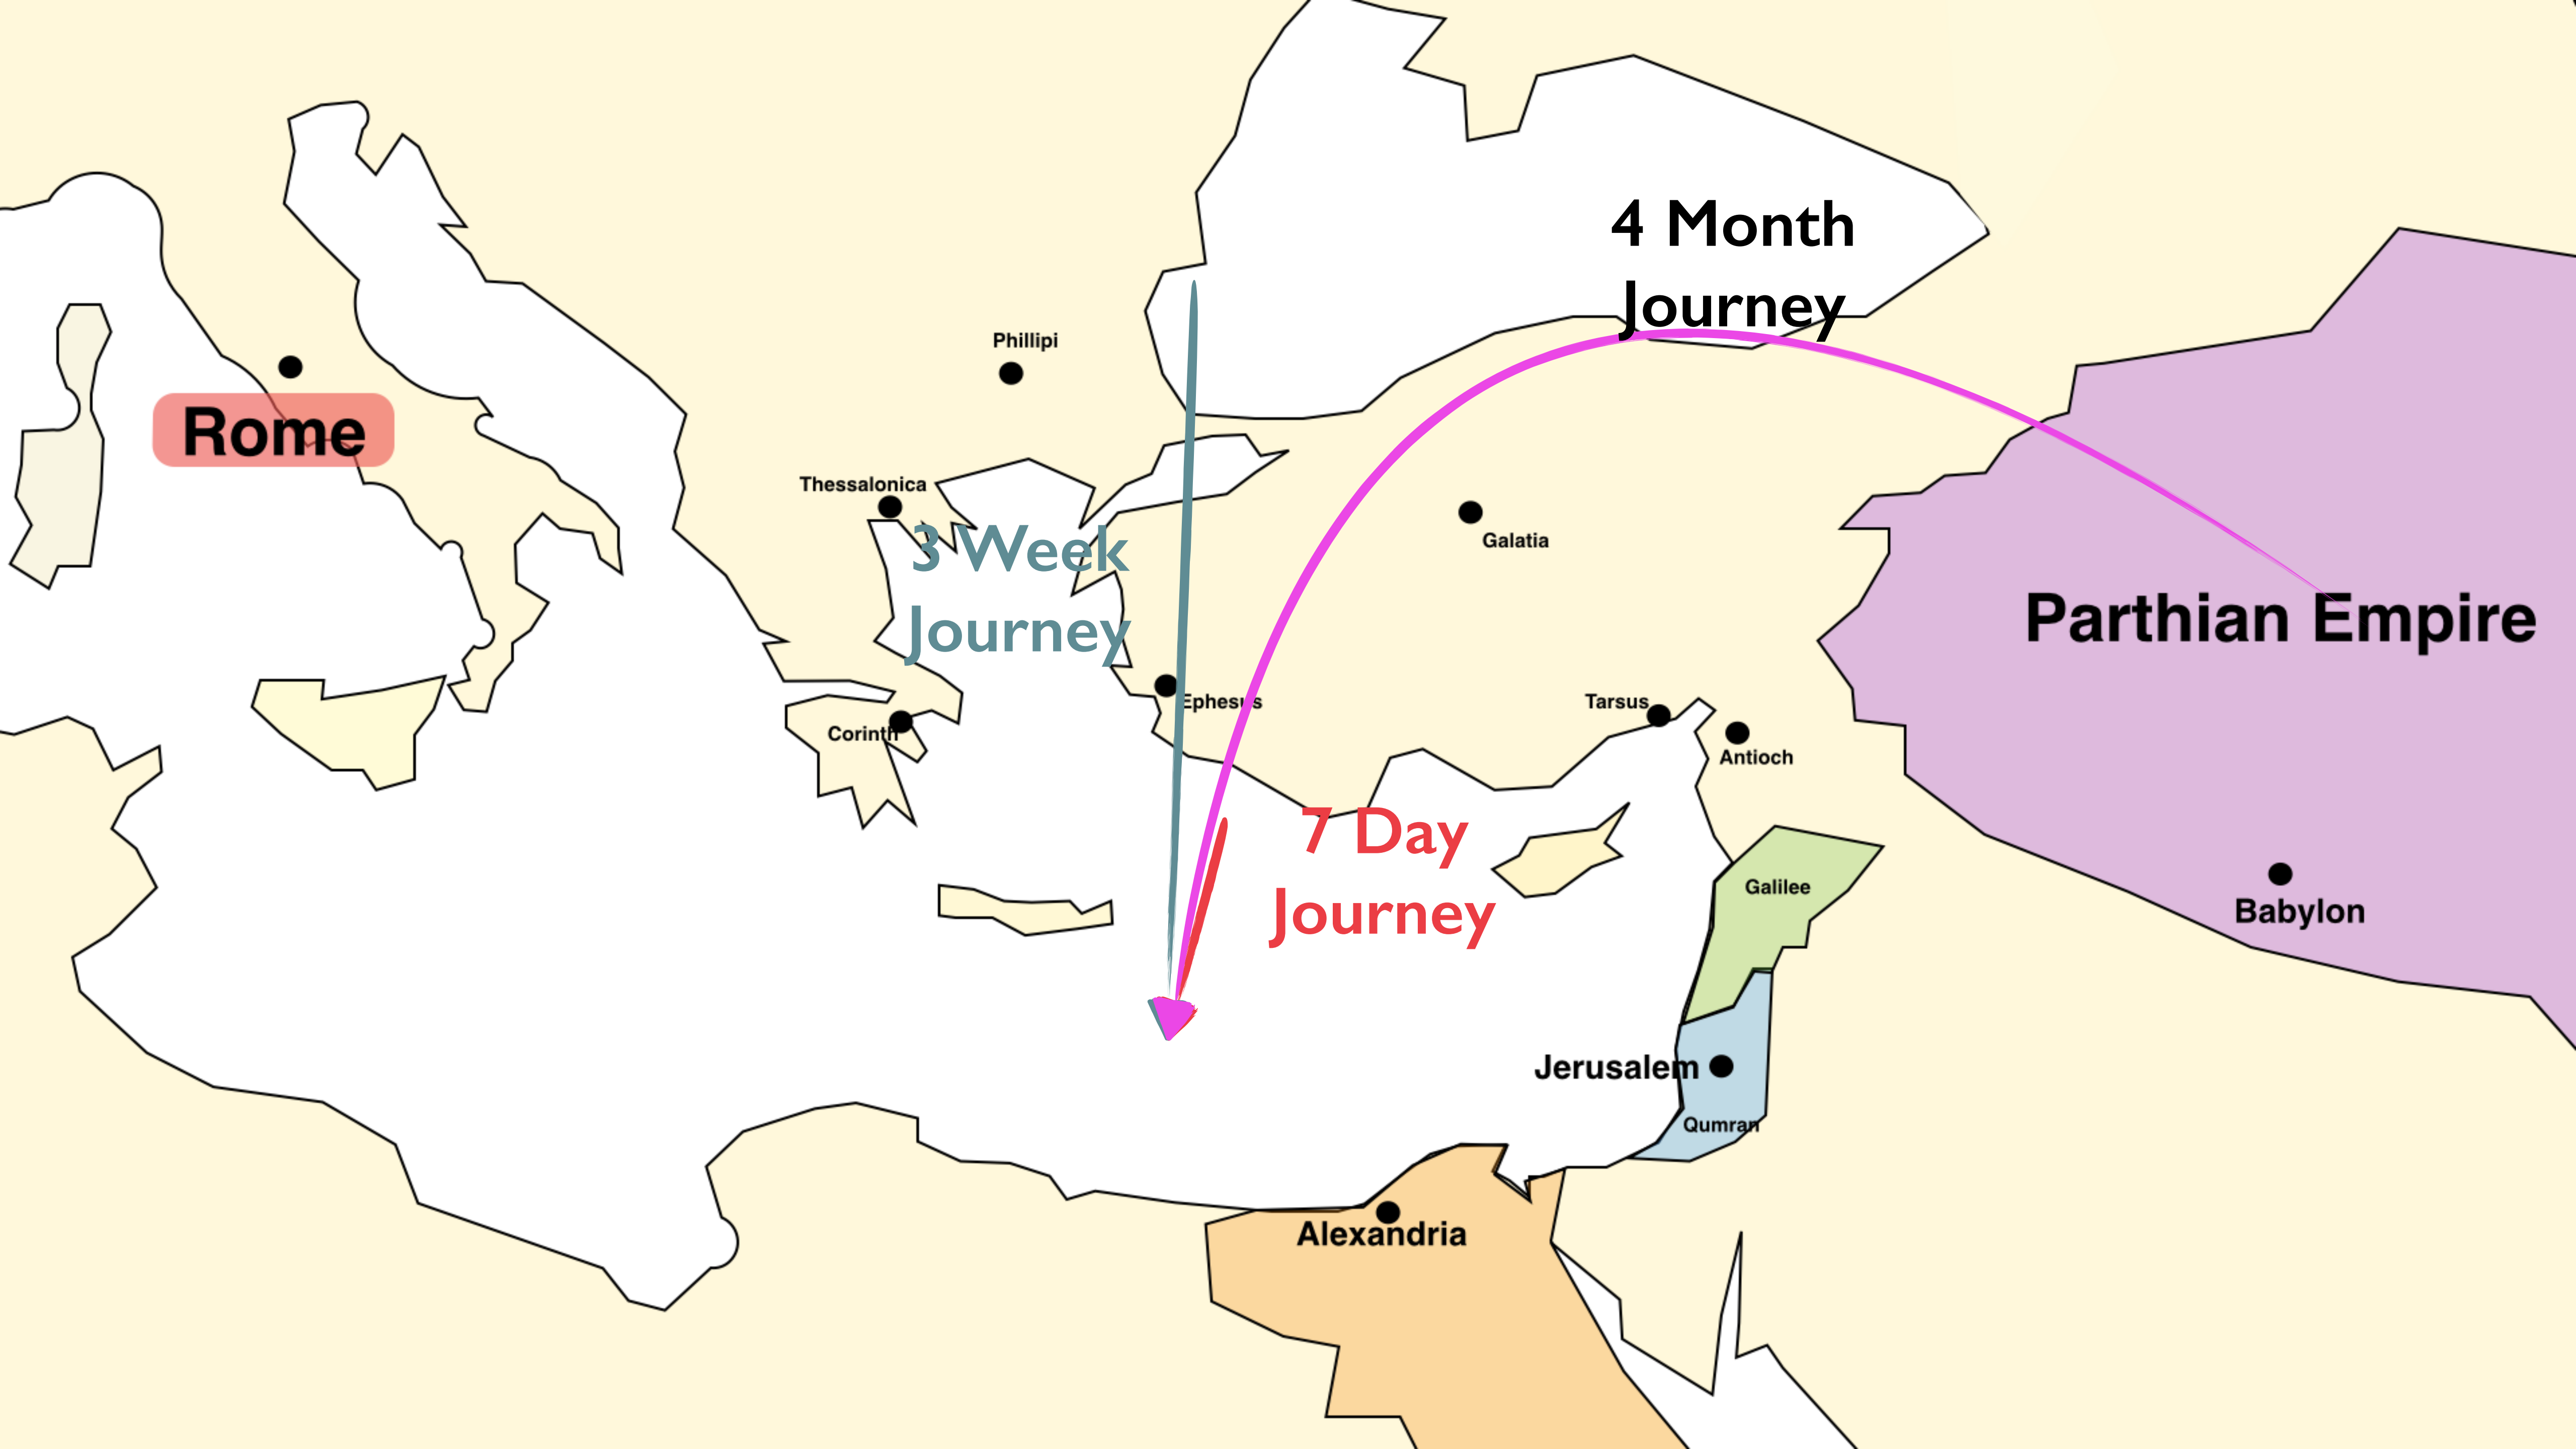 4 Month
Journey
Phillipi
Rome
Thessalonica
3 Week
Journey
Galatia
Parthian Empire
Ephesus
Tarsus
Corinth
Antioch
7 Day
Journey
Galilee
Babylon
Jerusalem
Qumran
Alexandria